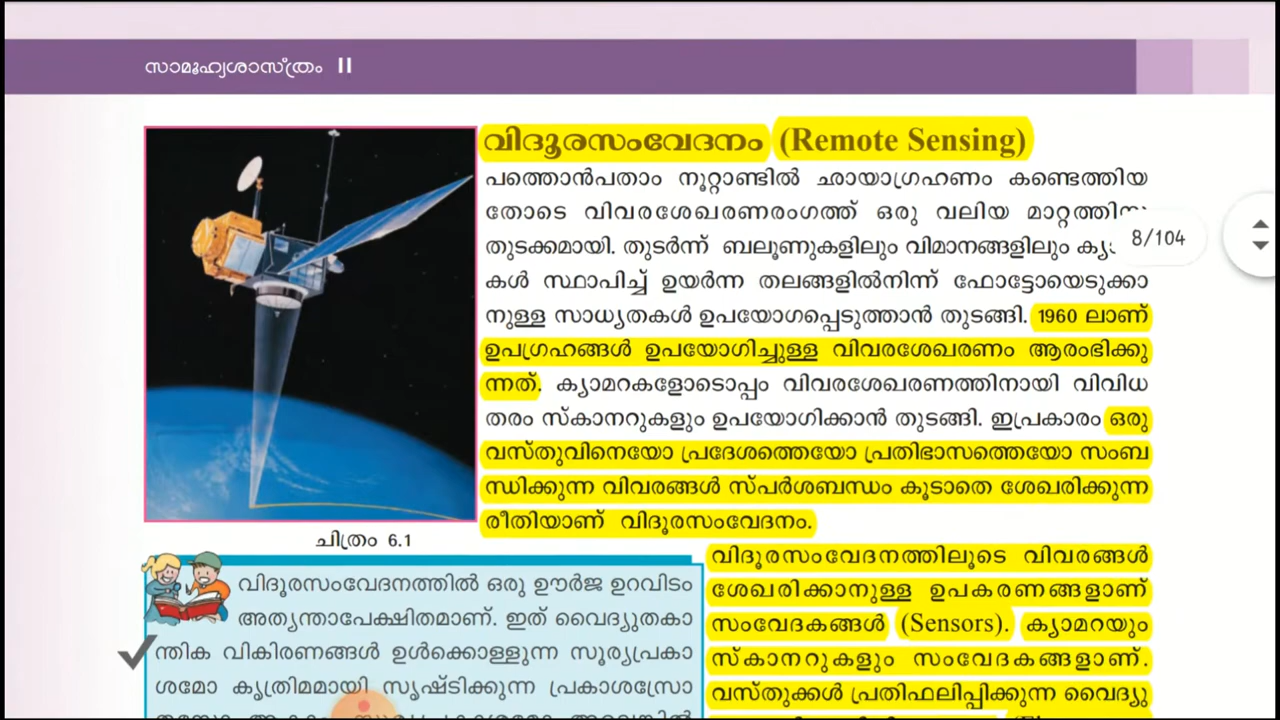 സാമൂഹ്യശാസ്ത്രം II
വിദൂരസംവേദനം (Remote Sensing)
പത്തൊൻപതാം നൂറ്റാണ്ടിൽ ഛായാഗ്രഹണം കണ്ടെത്തിയ
തോടെ വിവരശേഖരണരംഗത്ത് ഒരു വലിയ
തുടക്കമായി. തുടർന്ന് ബലൂണുകളിലും വിമാനങ്ങളിലും
8/104
കൾ സ്ഥാപിച്ച് ഉയർന്ന തലങ്ങളിൽനിന്ന് ഫോട്ടോയെടുക്കാ
നുള്ള സാധ്യതകൾ ഉപയോഗപ്പെടുത്താൻ തുടങ്ങി. 1960 ലാണ്
ഉപഗ്രഹങ്ങൾ ഉപയോഗിച്ചുള്ള വിവരശേഖരണം ആരംഭിക്കു
ന്നത്. ക്യാമറകളോടൊപ്പം വിവരശേഖരണത്തിനായി വിവിധ
തരം സ്കാനറുകളും ഉപയോഗിക്കാൻ തുടങ്ങി. ഇപ്രകാരം ഒരു
വസ്തുവിനെയോ പ്രദേശത്തെയോ പ്രതിഭാസത്തെയോ സംബ
ന്ധിക്കുന്ന വിവരങ്ങൾ സ്പർശബന്ധം കൂടാതെ ശേഖരിക്കുന്ന
രീതിയാണ് വിദൂരസംവേദനം.
ചിത്രം 6.1
വിദൂരസംവേദനത്തിൽ ഒരു ഊർജ ഉറവിടം
അത്യന്താപേക്ഷിതമാണ്. ഇത് വൈദ്യുതകാ
ന്തിക വികിരണങ്ങൾ ഉൾക്കൊള്ളുന്ന സൂര്യപ്രകാ
ശമോ കൃത്രിമമായി സൃഷ്ടിക്കുന്ന പ്രകാശസ്രോ
വിദൂരസംവേദനത്തിലൂടെ വിവരങ്ങൾ
ശേഖരിക്കാനുള്ള ഉപകരണങ്ങളാണ്
സംവേദകങ്ങൾ (Sensors). ക്യാമറയും
സ്കാനറുകളും സംവേദകങ്ങളാണ്.
വസ്തുക്കൾ പ്രതിഫലിപ്പിക്കുന്ന വൈദ്യു